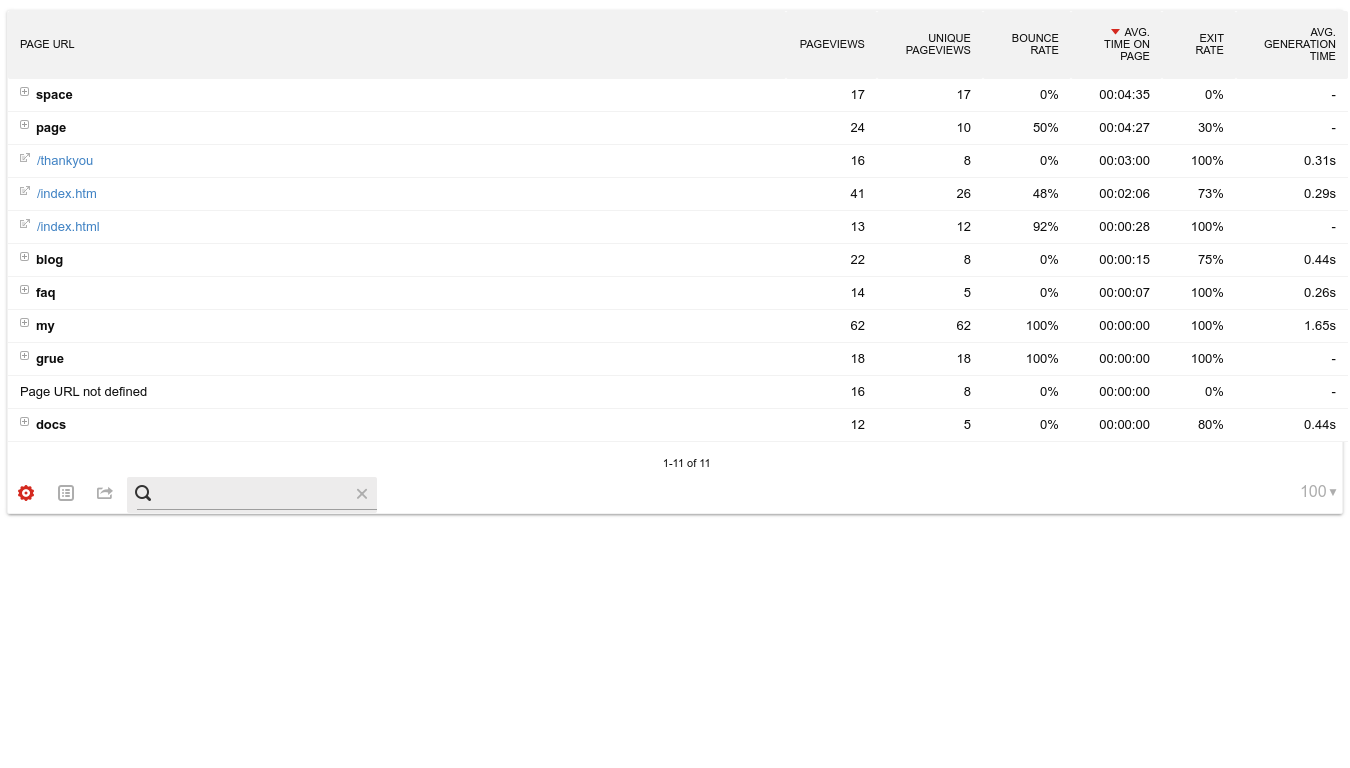 PAGE URL PAGEVIEWS UNIQUE PAGEVIEWS BOUNCE RATE AVG. TIME ON PAGE EXIT RATE AVG. GENERATION TIME
space 17 17 0% 00:04:35 0% -
page 24 10 50% 00:04:27 30% -
/thankyou 16 8 0% 00:03:00 100% 0.31s
/index.htm 41 26 48% 00:02:06 73% 0.29s
/index.html 13 12 92% 00:00:28 100% -
blog 22 8 0% 00:00:15 75% 0.44s
faq 14 5 0% 00:00:07 100% 0.26s
my 62 62 100% 00:00:00 100% 1.65s
grue 18 18 100% 00:00:00 100% -
Page URL not defined 16 8 0% 00:00:00 0% -
docs 12 5 0% 00:00:00 80% 0.44s
1-11 of 11
100